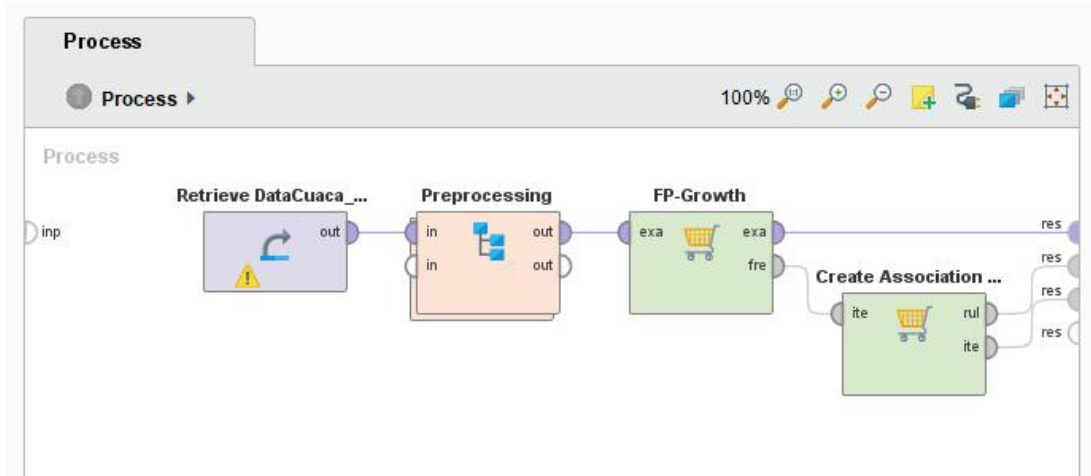 Process
Process
100%
Process
Retrieve DataCuaca_...
Preprocessing
FP-Growth
inp
out
in
out
in
out
exa
exa
fre
res
res
res
res
Create Association ...
ite
rul
ite